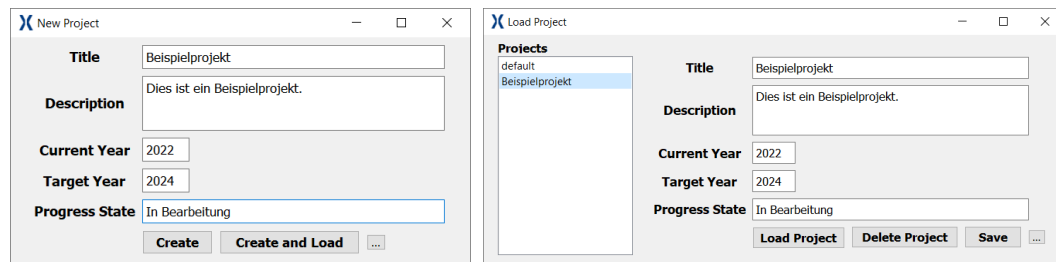 New Project
Title
Beispielprojekt
Description
Dies ist ein Beispielprojekt.
Current Year
2022
Target Year
2024
Progress State
In Bearbeitung
Create
Create and Load
...
Load Project
Projects
default
Beispielprojekt
Title
Beispielprojekt
Description
Dies ist ein Beispielprojekt.
Current Year
2022
Target Year
2024
Progress State
In Bearbeitung
Load Project
Delete Project
Save
...